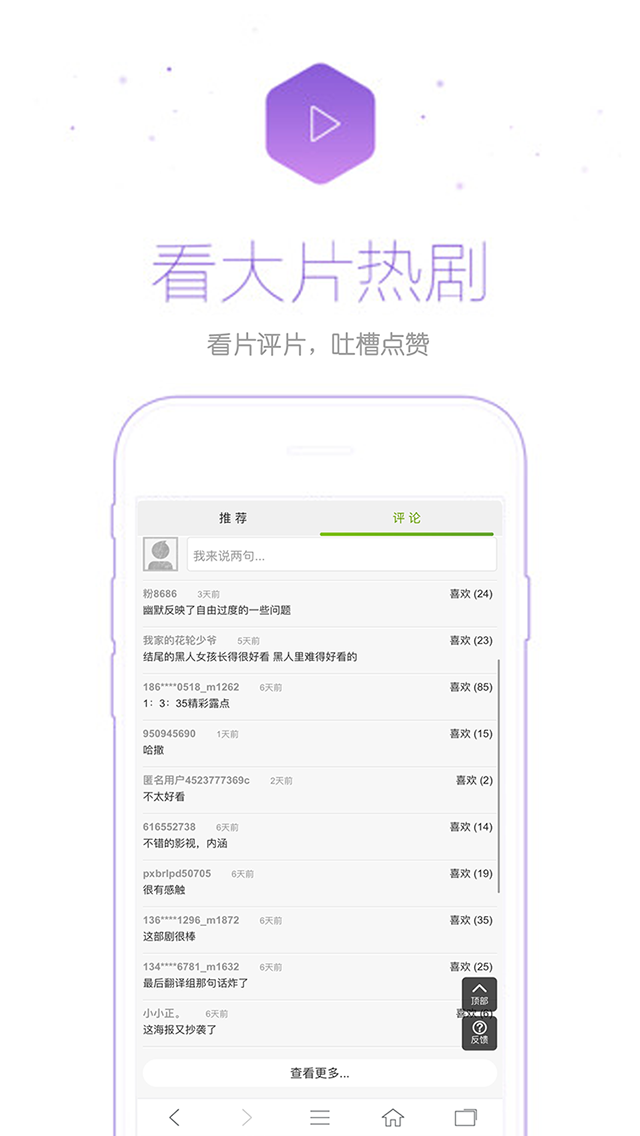 看大片热剧
看片评片，吐槽点赞
推荐 评论
我来说两句...
粉8686 3天前 喜欢 (24)
幽默反映了自由过度的一些问题
我家的花轮少爷 5天前 喜欢 (23)
结尾的黑人女孩长得很好看 黑人里难得好看的
186****0518_m1262 6天前 喜欢 (85)
1：3：35精彩露点
950945690 1天前 喜欢 (15)
哈撒
匿名用户4523777369c 2天前 喜欢 (2)
不太好看
616552738 6天前 喜欢 (14)
不错的影视，内涵
pxbrlpd50705 6天前 喜欢 (19)
很有感触
136****1296_m1872 6天前 喜欢 (35)
这部剧很棒
134****6781_m1632 6天前 喜欢 (25)
最后翻译组那句话炸了
顶部
小小正。 6天前 喜欢 (6)
这海报又抄袭了
反馈
查看更多...